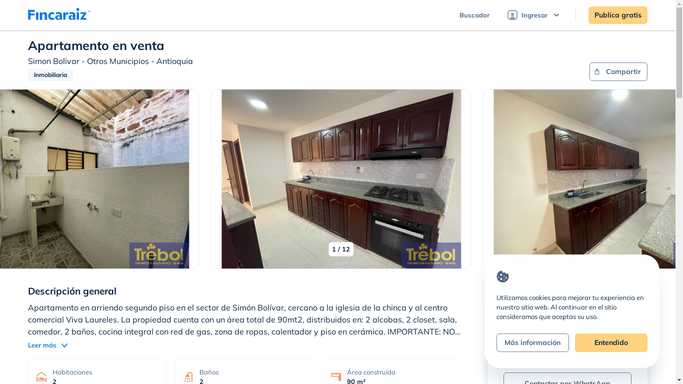 Fincaraiz
Buscador
Ingresar
Publica gratis
Apartamento en venta
Simon Bolivar - Otros Municipios - Antioquia
Inmobiliaria
Compartir
Trébol
1 / 12
Trébol
Trébol
Descripción general
Apartamento en arriendo segundo piso en el sector de Simón Bolívar, cercano a la iglesia de la chinca y al centro
comercial Viva Laureles. La propiedad cuenta con un área total de 90mt2, distribuidos en: 2 alcobas, 2 closet, sala,
comedor, 2 baños, cocina integral con red de gas, zona de ropas, calentador y piso en cerámica. IMPORTANTE: NO...
Leer más
Habitaciones
2
Baños
2
Área construida
90 m²
Utilizamos cookies para mejorar tu experiencia en
nuestro sitio web. Al continuar en el sitio
consideramos que aceptas su uso.
Más información
Entendido
Contactar por WhatsApp